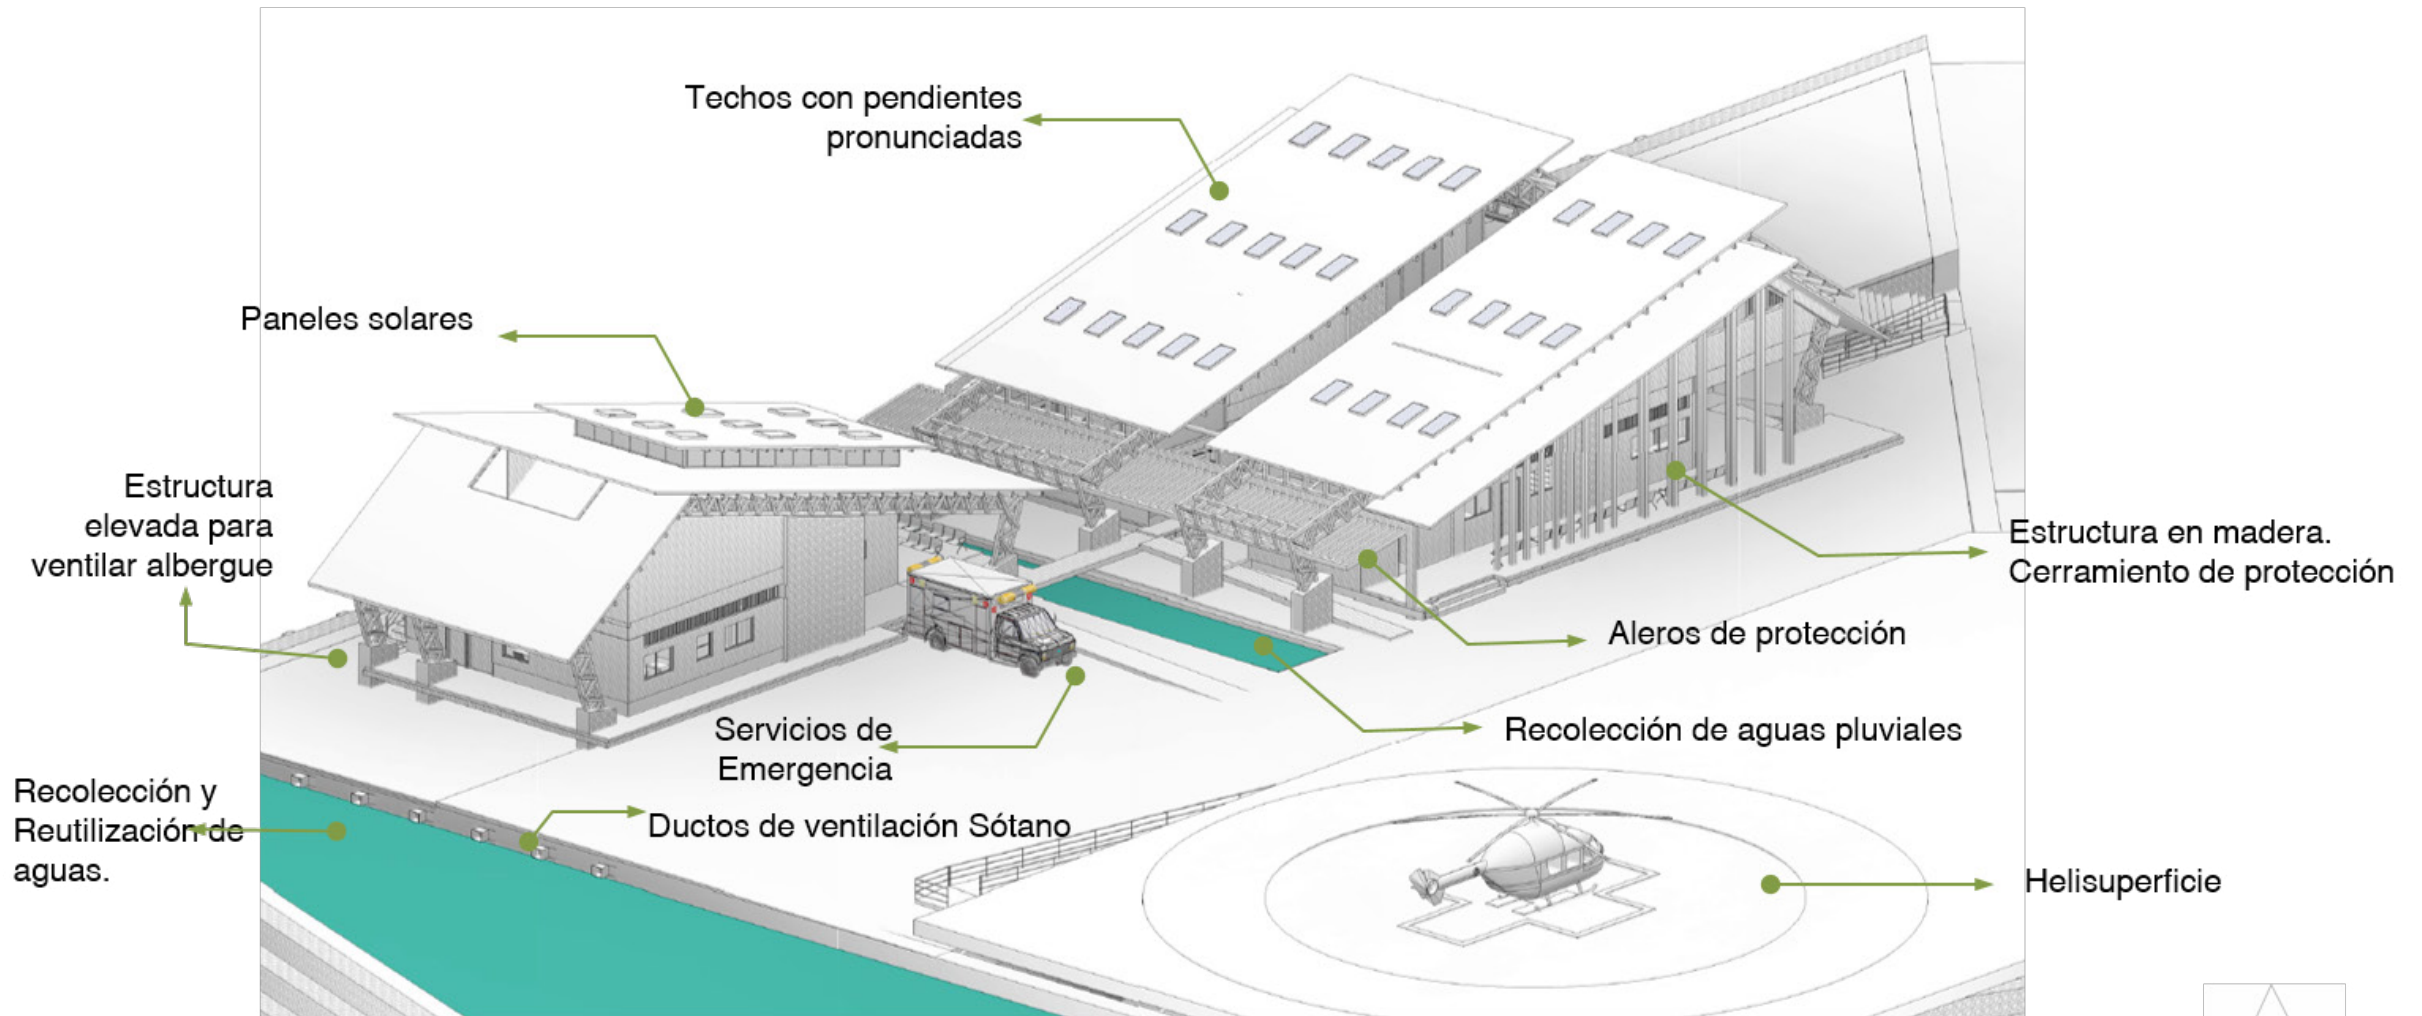 Techos con pendientes
pronunciadas
Paneles solares
Estructura
elevada para
ventilar albergue
Estructura en madera.
Cerramiento de protección
Aleros de protección
Servicios de
Emergencia
Recolección de aguas pluviales
Recolección y
Reutilización de
aguas.
Ductos de ventilación Sótano
Helisuperficie